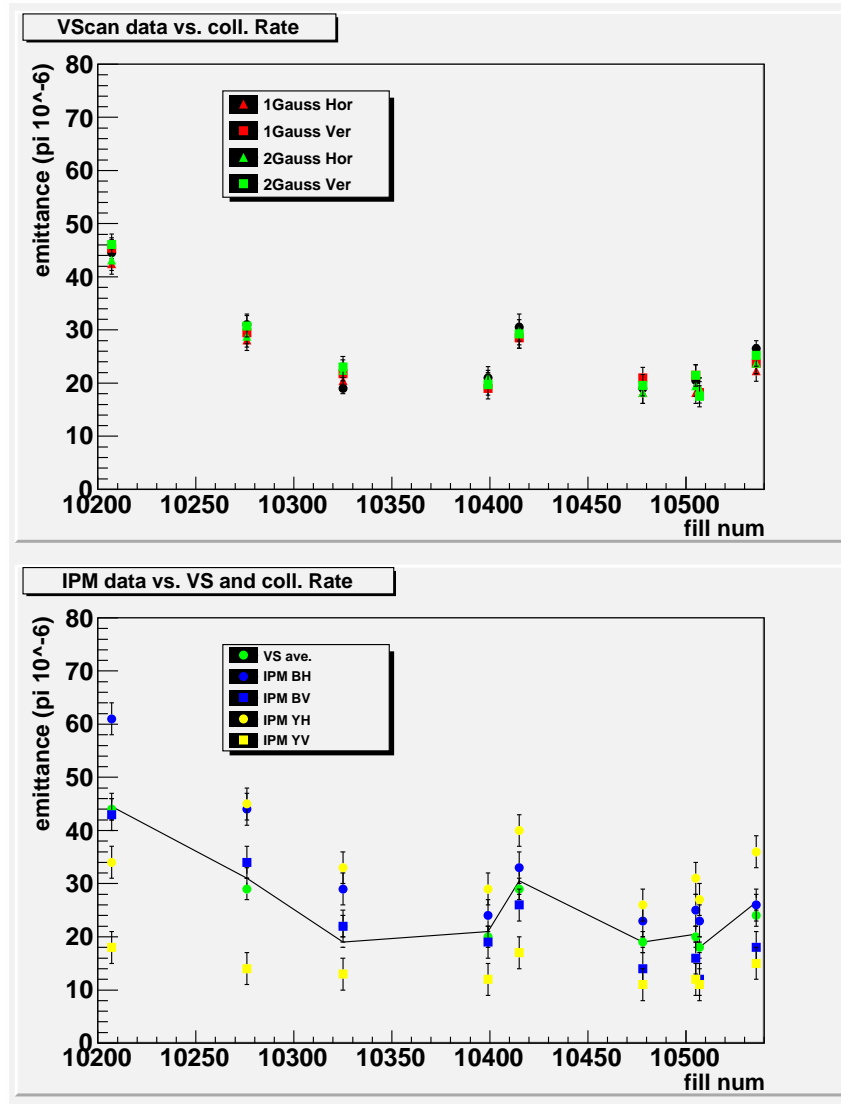 VScan data vs. coll. Rate
emittance (pi 10^-6)
80
70
60
50
40
30
20
10
0
1Gauss Hor
1Gauss Ver
2Gauss Hor
2Gauss Ver
10200 10250 10300 10350 10400 10450 10500
fill num
IPM data vs. VS and coll. Rate
emittance (pi 10^-6)
80
70
60
50
40
30
20
10
0
VS ave.
IPM BH
IPM BV
IPM YH
IPM YV
10200 10250 10300 10350 10400 10450 10500
fill num